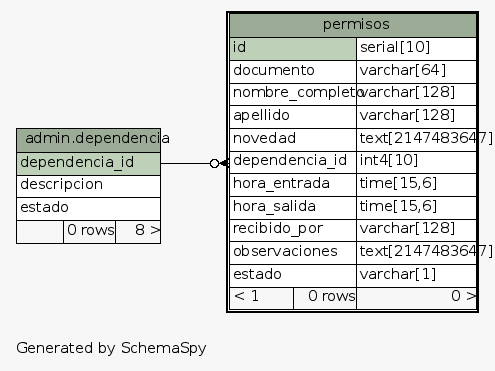 permisos
id serial[10]
documento varchar[64]
nombre_completo varchar[128]
apellido varchar[128]
novedad text[2147483647]
dependencia_id int4[10]
hora_entrada time[15,6]
hora_salida time[15,6]
recibido_por varchar[128]
observaciones text[2147483647]
estado varchar[1]
< 1 0 rows 0 >
admin.dependencia
dependencia_id
descripcion
estado
0 rows 8 >
Generated by SchemaSpy